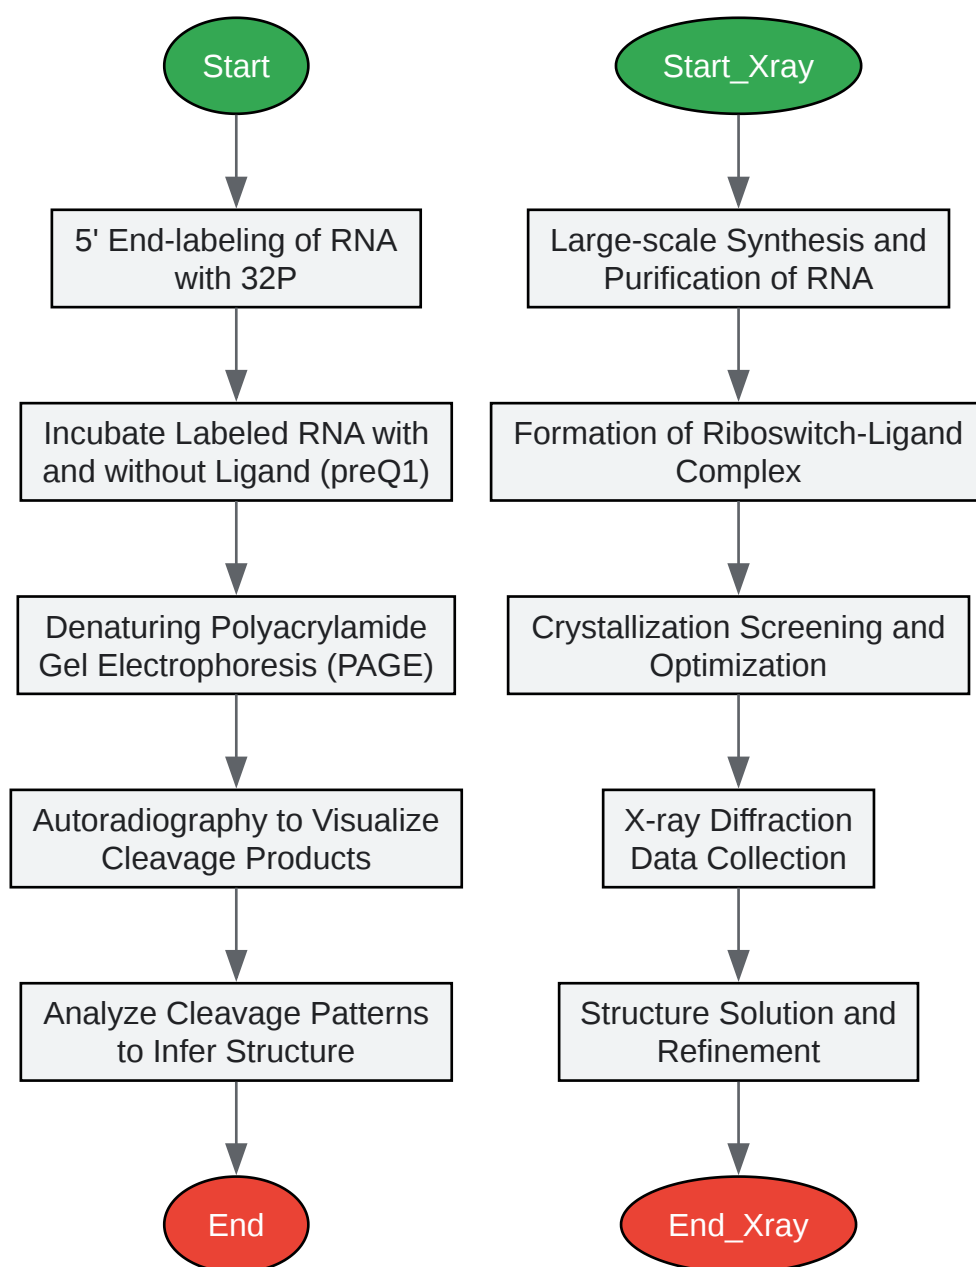 Start
5' End-labeling of RNA
with 32P
Incubate Labeled RNA with
and without Ligand (preQ1)
Denaturing Polyacrylamide
Gel Electrophoresis (PAGE)
Autoradiography to Visualize
Cleavage Products
Analyze Cleavage Patterns
to Infer Structure
End
Start_Xray
Large-scale Synthesis and
Purification of RNA
Formation of Riboswitch-Ligand
Complex
Crystallization Screening and
Optimization
X-ray Diffraction
Data Collection
Structure Solution and
Refinement
End_Xray